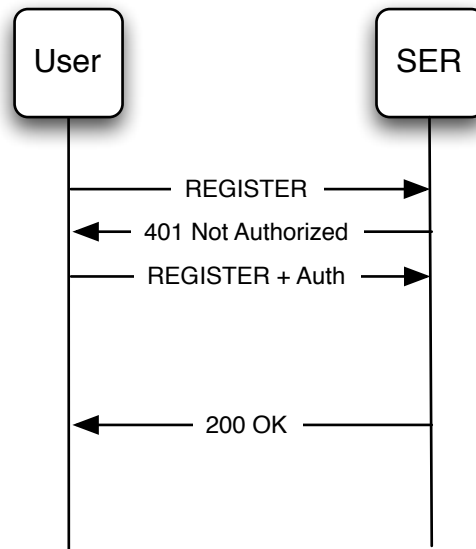 User
SER
REGISTER
401 Not Authorized
REGISTER + Auth
200 OK